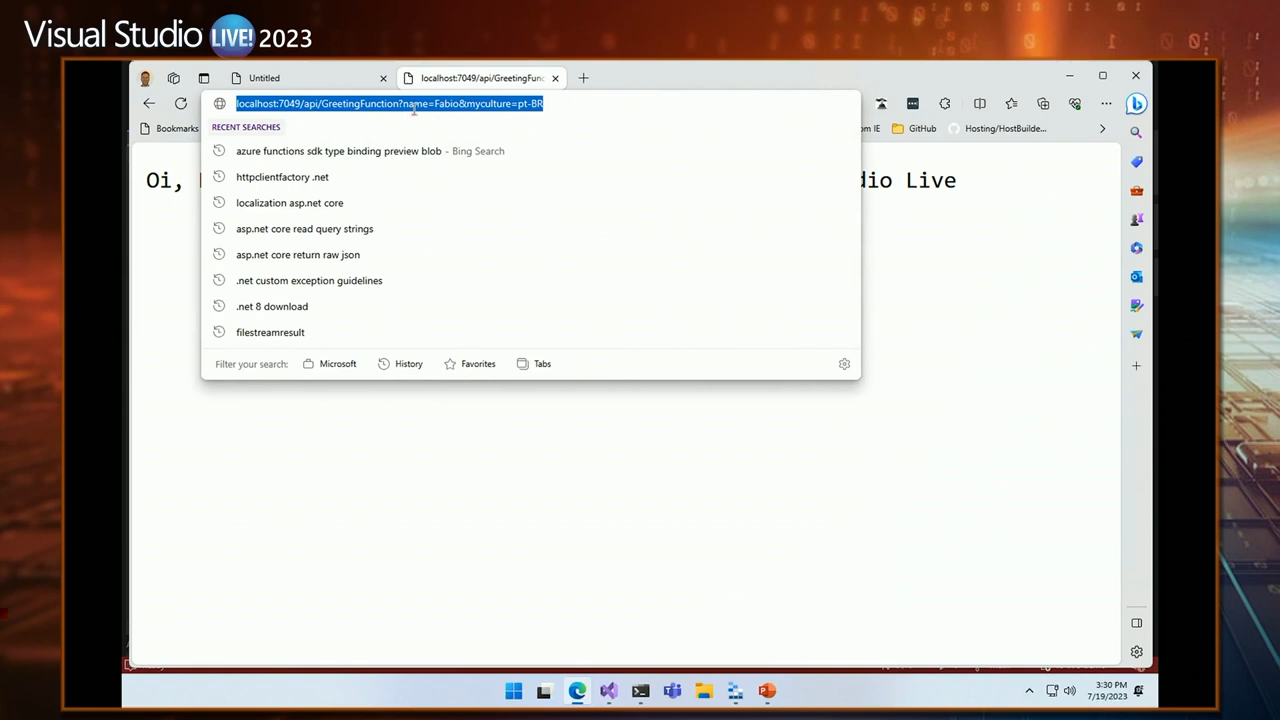 Visual Studio LIVE! 2023
Untitled
localhost:7049/api/GreetingFunc
localhost:7049/api/GreetingFunction?name=Fabio&myculture=pt-BR
Bookmarks
om IE
GitHub
Hosting/HostBuilde...
RECENT SEARCHES
azure functions sdk type binding preview blob - Bing Search
httpclientfactory .net
localization asp.net core
asp.net core read query strings
asp.net core return raw json
.net custom exception guidelines
.net 8 download
filestreamresult
Filter your search: Microsoft History Favorites Tabs
Oi, dio Live
3:30 PM
7/19/2023